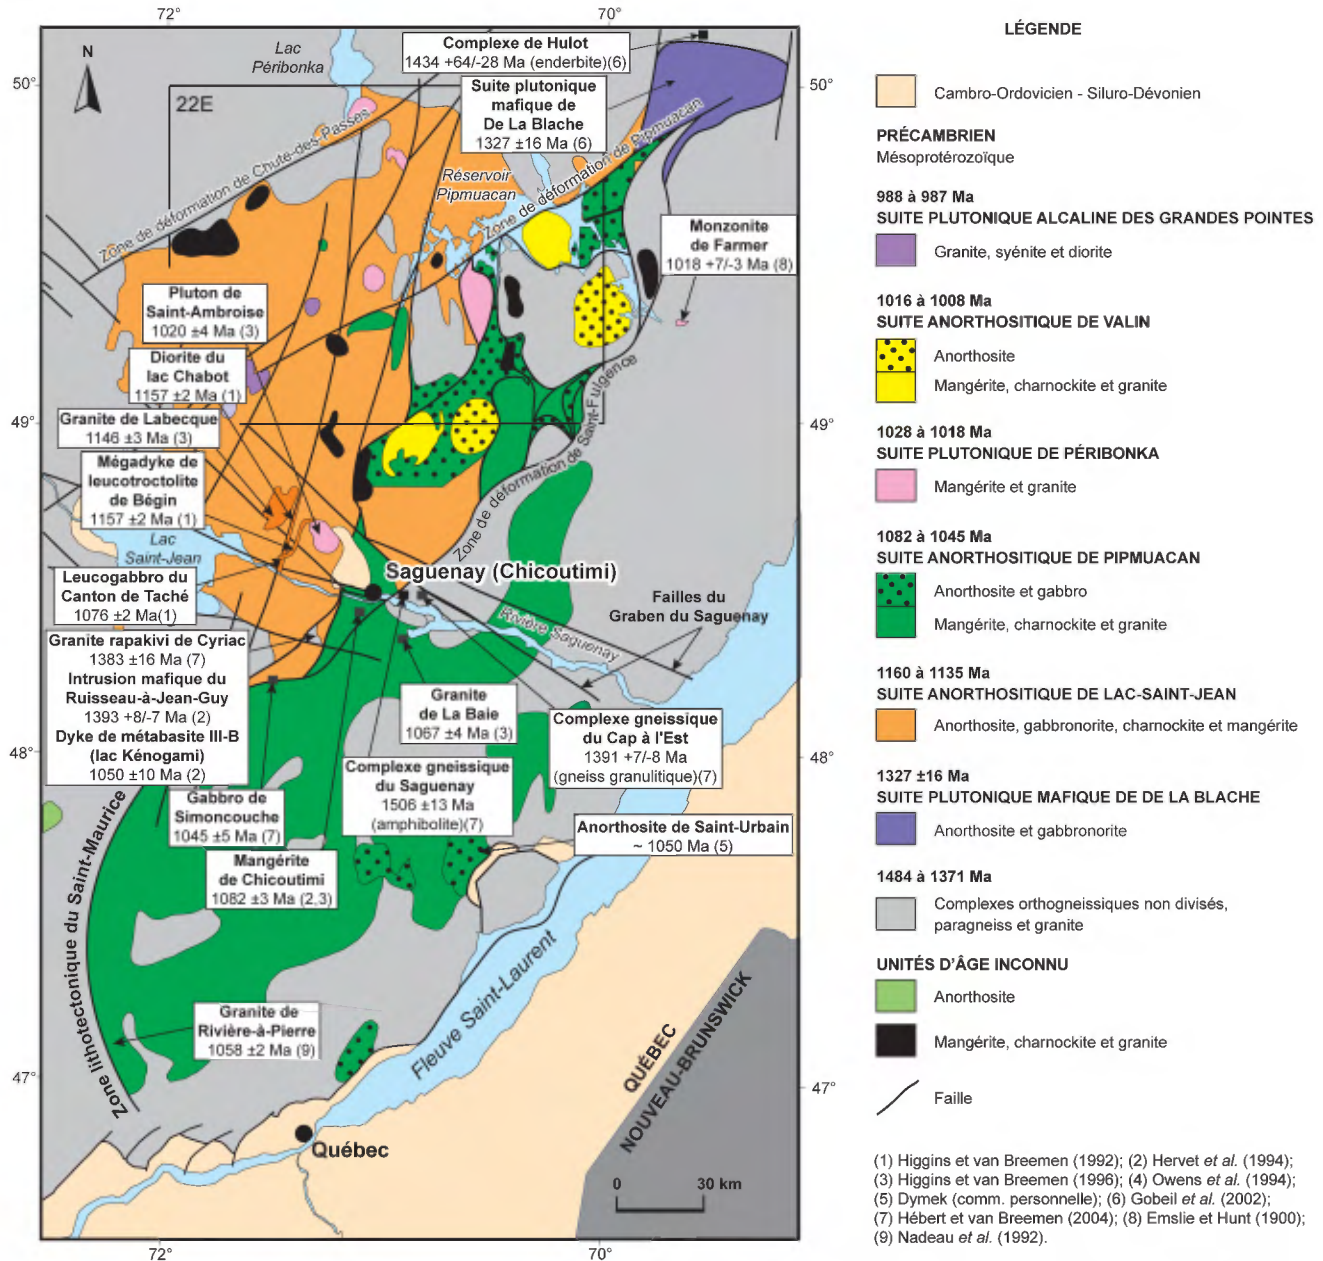 72°
70°
50°
50°
49°
49°
48°
48°
47°
47°
72°
70°
N
22E
Lac
Péribonka
Complexe de Hulot
1434 +64/-28 Ma (enderbite)(6)
Suite plutonique
mafique de
De La Blache
1327 ±16 Ma (6)
Zone de déformation de Chute-des-Passes
Zone de déformation de Pipmuacan
Réservoir
Pipmuacan
Monzonite
de Farmer
1018 +7/-3 Ma (8)
Pluton de
Saint-Ambroise
1020 ±4 Ma (3)
Diorite du
lac Chabot
1157 ±2 Ma (1)
Granite de Labecque
1146 ±3 Ma (3)
Mégadyke de
leucotroctolite
de Bégin
1157 ±2 Ma (1)
Lac
Saint-Jean
Zone de déformation de Saint-Fulgence
Saguenay (Chicoutimi)
Leucogabbro du
Canton de Taché
1076 ±2 Ma(1)
Failles du
Graben du Saguenay
Rivière Saguenay
Granite rapakivi de Cyriac
1383 ±16 Ma (7)
Intrusion mafique du
Ruisseau-à-Jean-Guy
1393 +8/-7 Ma (2)
Dyke de métabasite III-B
(lac Kénogami)
1050 ±10 Ma (2)
Granite
de La Baie
1067 ±4 Ma (3)
Complexe gneissique
du Cap à l'Est
1391 +7/-8 Ma
(gneiss granulitique)(7)
Complexe gneissique
du Saguenay
1506 ±13 Ma
(amphibolite)(7)
Gabbro de
Simoncouche
1045 ±5 Ma (7)
Anorthosite de Saint-Urbain
~ 1050 Ma (5)
Mangérite
de Chicoutimi
1082 ±3 Ma (2,3)
Zone lithotectonique du Saint-Maurice
Granite de
Rivière-à-Pierre
1058 ±2 Ma (9)
Fleuve Saint-Laurent
QUÉBEC
NOUVEAU-BRUNSWICK
Québec
0
30 km
LÉGENDE
Cambro-Ordovicien - Siluro-Dévonien
PRÉCAMBRIEN
Mésoprotérozoïque
988 à 987 Ma
SUITE PLUTONIQUE ALCALINE DES GRANDES POINTES
Granite, syénite et diorite
1016 à 1008 Ma
SUITE ANORTHOSITIQUE DE VALIN
Anorthosite
Mangérite, charnockite et granite
1028 à 1018 Ma
SUITE PLUTONIQUE DE PÉRIBONKA
Mangérite et granite
1082 à 1045 Ma
SUITE ANORTHOSITIQUE DE PIPMUACAN
Anorthosite et gabbro
Mangérite, charnockite et granite
1160 à 1135 Ma
SUITE ANORTHOSITIQUE DE LAC-SAINT-JEAN
Anorthosite, gabbronorite, charnockite et mangérite
1327 ±16 Ma
SUITE PLUTONIQUE MAFIQUE DE DE LA BLACHE
Anorthosite et gabbronorite
1484 à 1371 Ma
Complexes orthogneissiques non divisés,
paragneiss et granite
UNITÉS D'ÂGE INCONNU
Anorthosite
Mangérite, charnockite et granite
Faille
(1) Higgins et van Breemen (1992); (2) Hervet et al. (1994);
(3) Higgins et van Breemen (1996); (4) Owens et al. (1994);
(5) Dymek (comm. personnelle); (6) Gobeil et al. (2002);
(7) Hébert et van Breemen (2004); (8) Emslie et Hunt (1900);
(9) Nadeau et al. (1992).